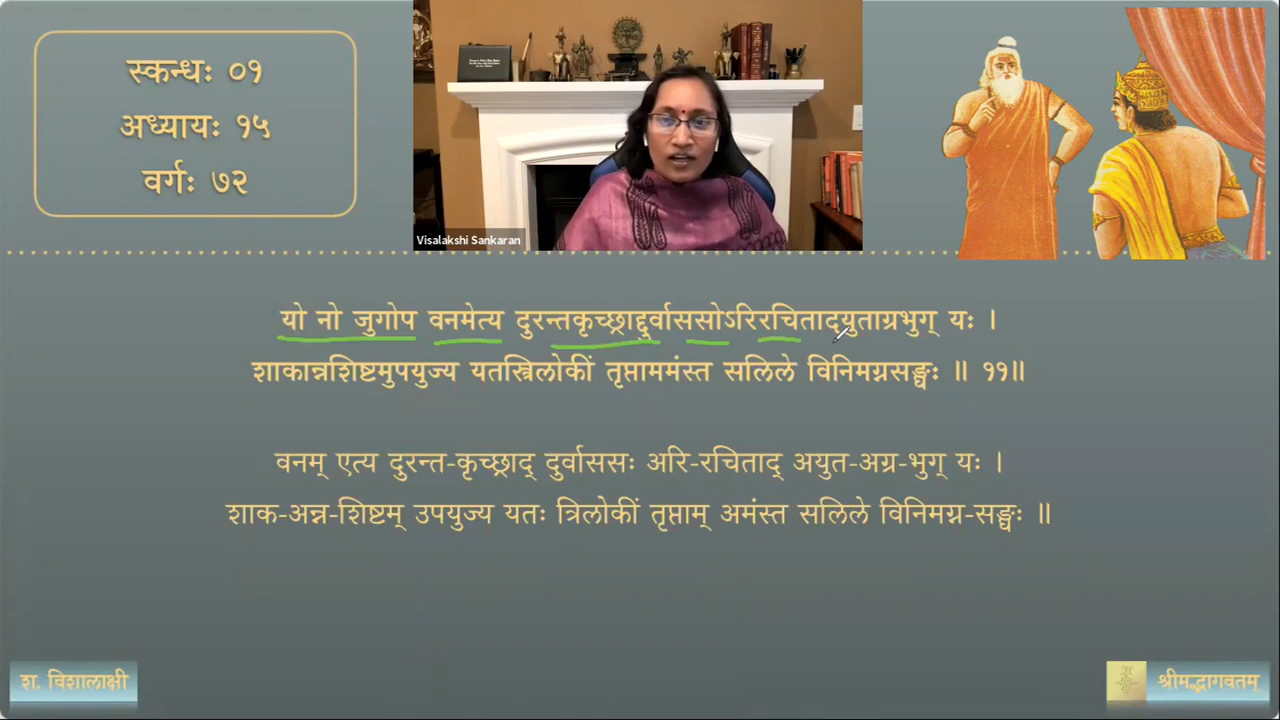 स्कन्धः ०१
अध्यायः १५
वर्गः ७२
Visalakshi Sankaran
यो नो जुगोप वनमेत्य दुरन्तकृच्छ्राद्दुर्वाससोऽरिरचितादयुताग्रभुग् यः ।
शाकान्नशिष्टमुपयुज्य यतस्त्रिलोकीं तृप्ताममंस्त सलिले विनिमग्नसङ्घः ॥ ११॥
वनम् एत्य दुरन्त-कृच्छ्राद् दुर्वाससः अरि-रचिताद् अयुत-अग्र-भुग् यः ।
शाक-अन्न-शिष्टम् उपयुज्य यतः त्रिलोकीं तृप्ताम् अमंस्त सलिले विनिमग्न-सङ्घः ॥
श. विशालाक्षी
श्रीमद्भागवतम्